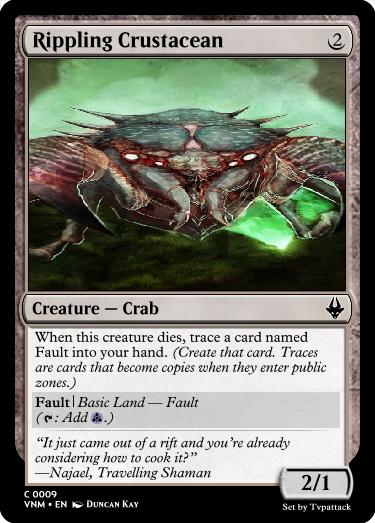 Rippling Crustacean 2
Creature — Crab
When this creature dies, trace a card named
Fault into your hand. (Create that card. Traces
are cards that become copies when they enter public
zones.)
Fault | Basic Land — Fault
(T: Add .)
“It just came out of a rift and you’re already
considering how to cook it?”
—Najael, Travelling Shaman
2/1
C 0009
VNM • EN Duncan Kay
Set by Tvpattack